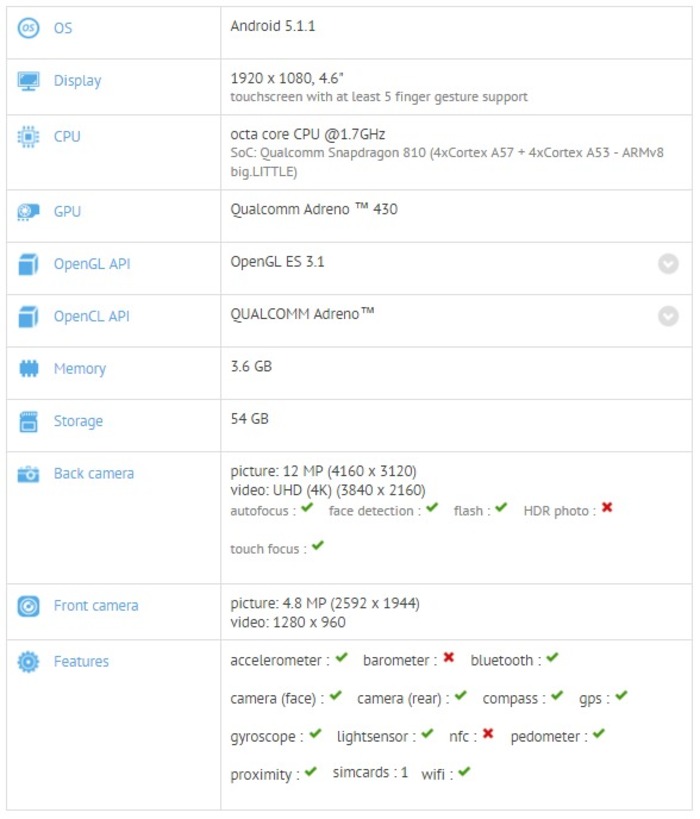 OS
Android 5.1.1
Display
1920 x 1080, 4.6"
touchscreen with at least 5 finger gesture support
CPU
octa core CPU @1.7GHz
SoC: Qualcomm Snapdragon 810 (4xCortex A57 + 4xCortex A53 - ARMv8
big.LITTLE)
GPU
Qualcomm Adreno ™ 430
OpenGL API
OpenGL ES 3.1
OpenCL API
QUALCOMM Adreno™
Memory
3.6 GB
Storage
54 GB
Back camera
picture: 12 MP (4160 x 3120)
video: UHD (4K) (3840 x 2160)
autofocus : ✔ face detection : ✔ flash : ✔ HDR photo : ✖
touch focus : ✔
Front camera
picture: 4.8 MP (2592 x 1944)
video: 1280 x 960
Features
accelerometer : ✔ barometer : ✖ bluetooth : ✔
camera (face) : ✔ camera (rear) : ✔ compass : ✔ gps : ✔
gyroscope : ✔ lightsensor : ✔ nfc : ✖ pedometer : ✔
proximity : ✔ simcards : 1 wifi : ✔